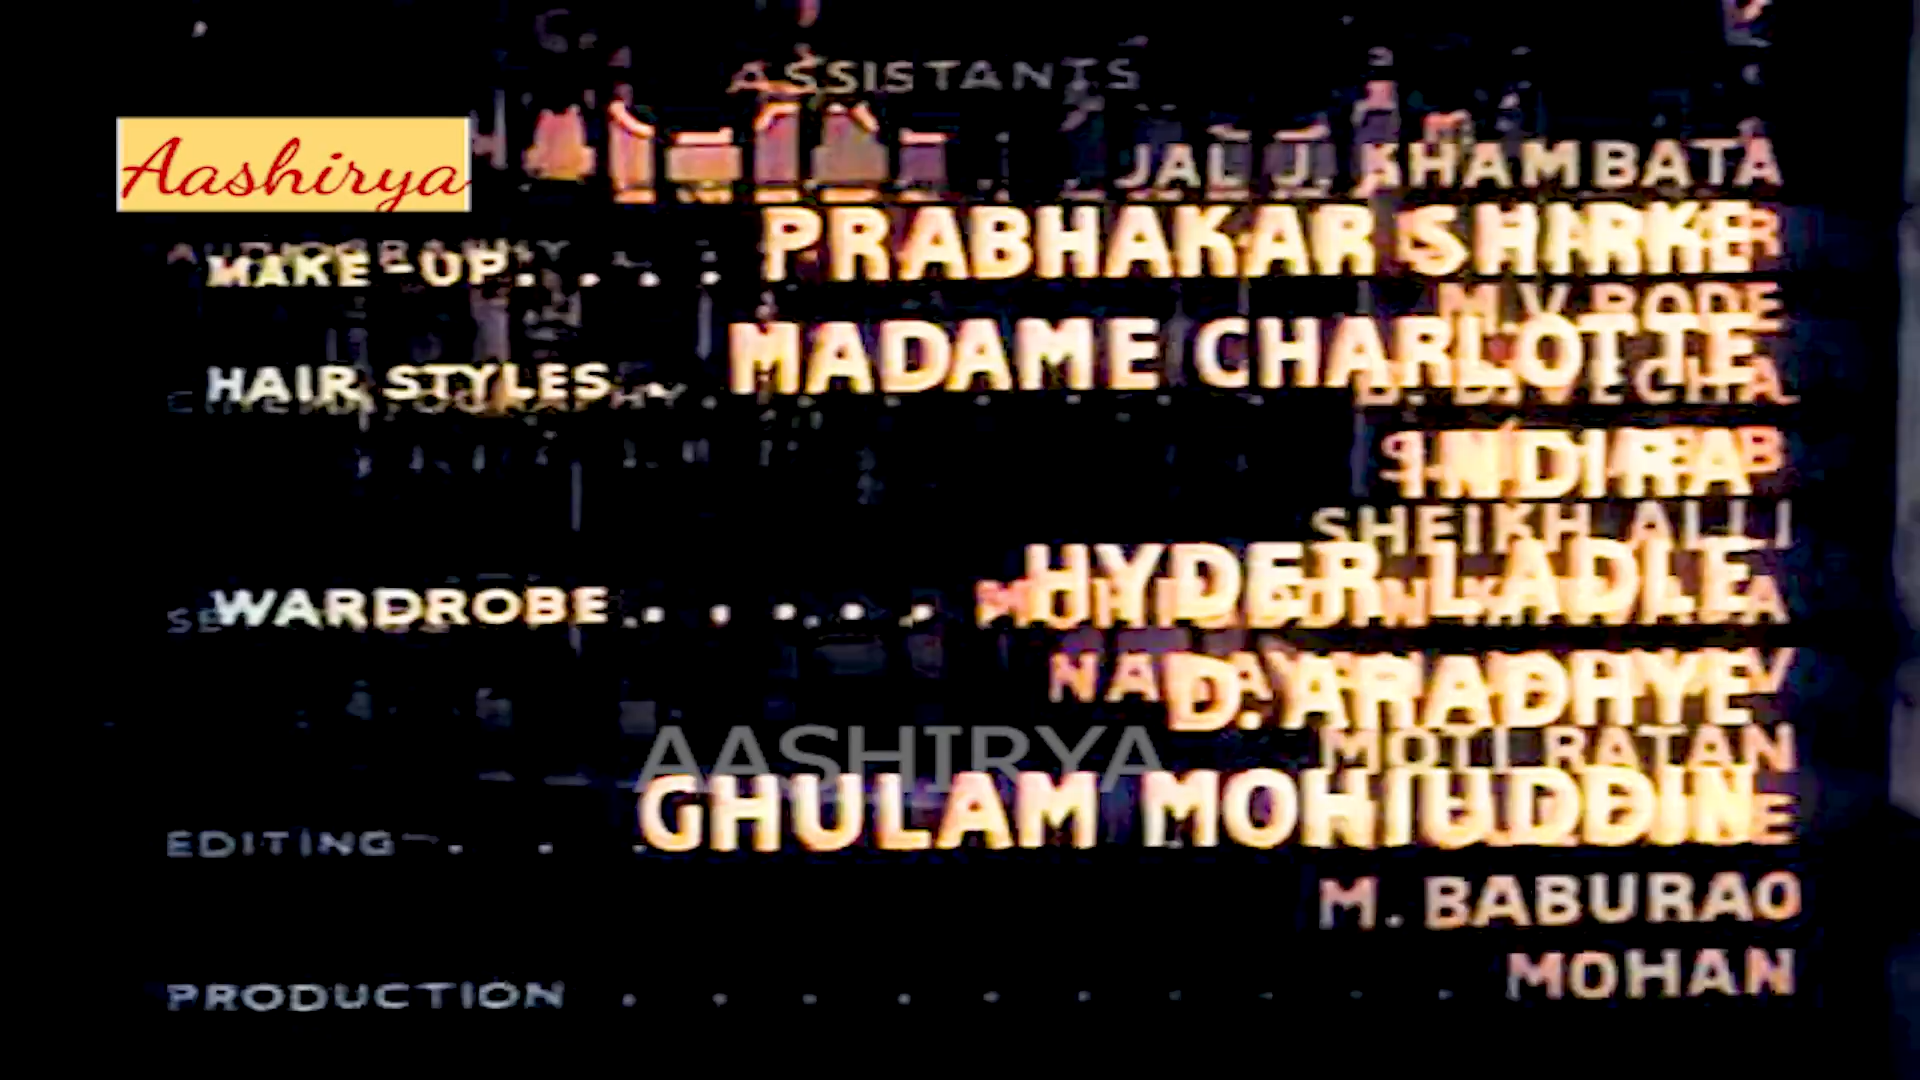 ASSISTANTS
Aashirya
JAL J. KHAMBATA
MAKE-UP. . . . PRABHAKAR SHIRKE
M.V. BODE
HAIR STYLES. . MADAME CHARLOTTE
INDIRA
SHEIKH ALLI
WARDROBE . . . . . HYDER LADLE
D. ARADHYE
AASHIRYA
MOTI RATAN
EDITING . . . GHULAM MOHIUDDIN
M. BABURAO
MOHAN
PRODUCTION . . . . . . . . . .